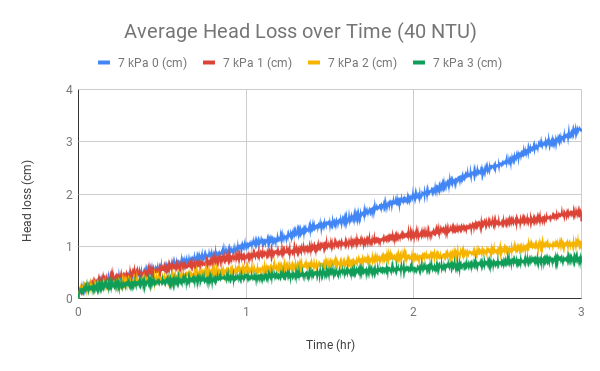 Average Head Loss over Time (40 NTU)
7 kPa 0 (cm) 7 kPa 1 (cm) 7 kPa 2 (cm) 7 kPa 3 (cm)
Head loss (cm)
4
3
2
1
0
0 1 2 3
Time (hr)